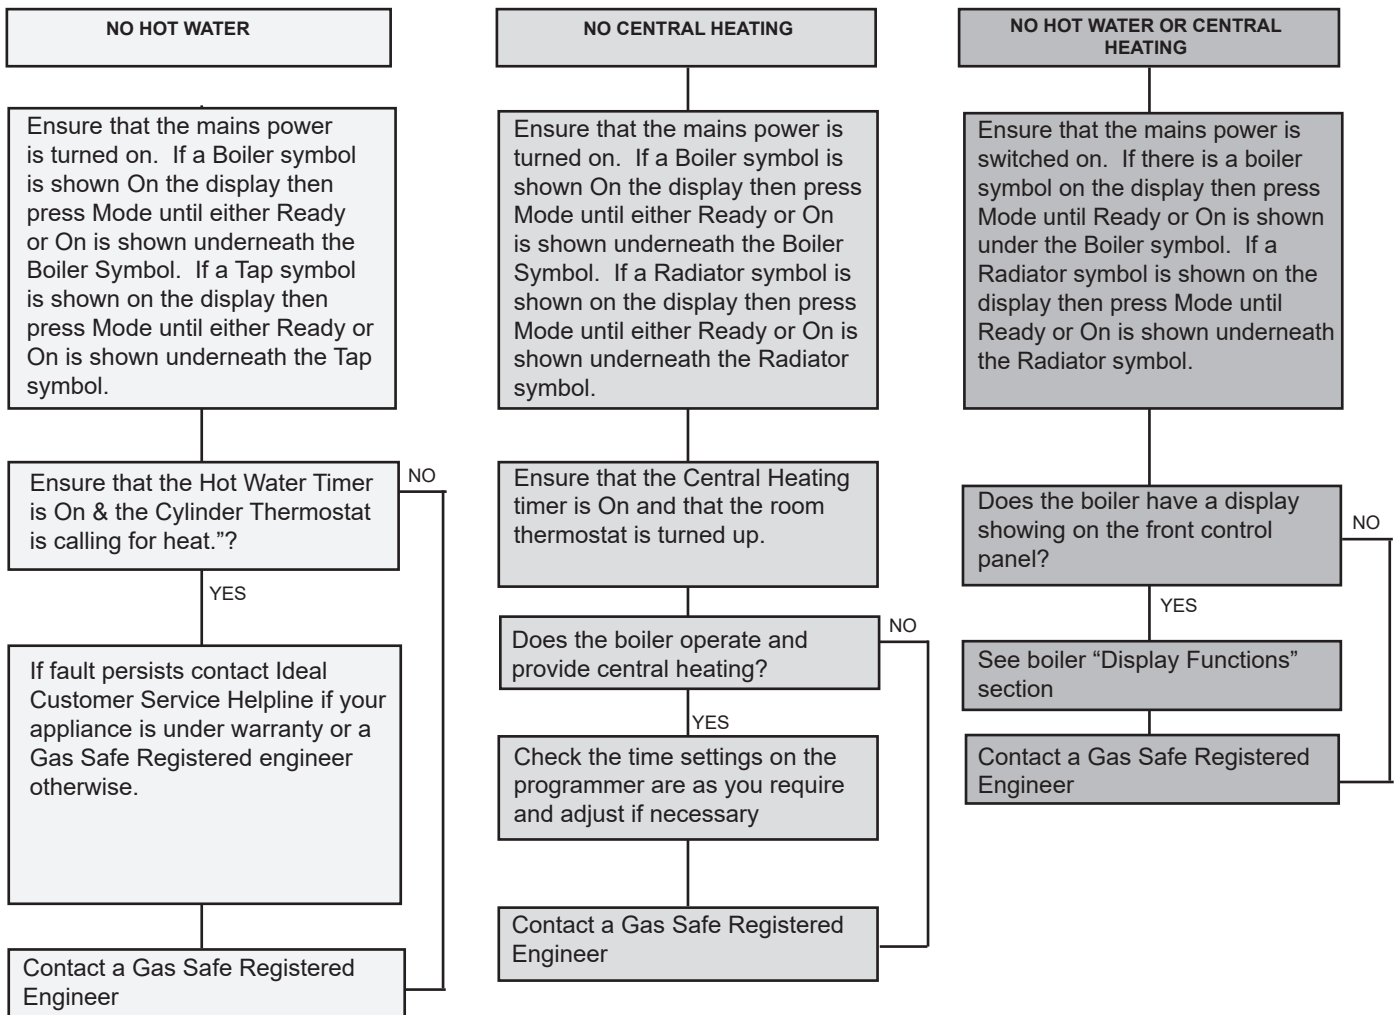 NO HOT WATER
Ensure that the mains power
is turned on.  If a Boiler symbol
is shown On the display then
press Mode until either Ready
or On is shown underneath the
Boiler Symbol.  If a Tap symbol
is shown on the display then
press Mode until either Ready or
On is shown underneath the Tap
symbol.
Ensure that the Hot Water Timer
is On & the Cylinder Thermostat
is calling for heat.”?
NO
YES
If fault persists contact Ideal
Customer Service Helpline if your
appliance is under warranty or a
Gas Safe Registered engineer
otherwise.
Contact a Gas Safe Registered
Engineer
NO CENTRAL HEATING
Ensure that the mains power is
turned on.  If a Boiler symbol is
shown On the display then press
Mode until either Ready or On
is shown underneath the Boiler
Symbol.  If a Radiator symbol is
shown on the display then press
Mode until either Ready or On is
shown underneath the Radiator
symbol.
Ensure that the Central Heating
timer is On and that the room
thermostat is turned up.
Does the boiler operate and
provide central heating?
NO
YES
Check the time settings on the
programmer are as you require
and adjust if necessary
Contact a Gas Safe Registered
Engineer
NO HOT WATER OR CENTRAL
HEATING
Ensure that the mains power is
switched on.  If there is a boiler
symbol on the display then press
Mode until Ready or On is shown
under the Boiler symbol.  If a
Radiator symbol is shown on the
display then press Mode until
Ready or On is shown underneath
the Radiator symbol.
Does the boiler have a display
showing on the front control
panel?
NO
YES
See boiler “Display Functions”
section
Contact a Gas Safe Registered
Engineer